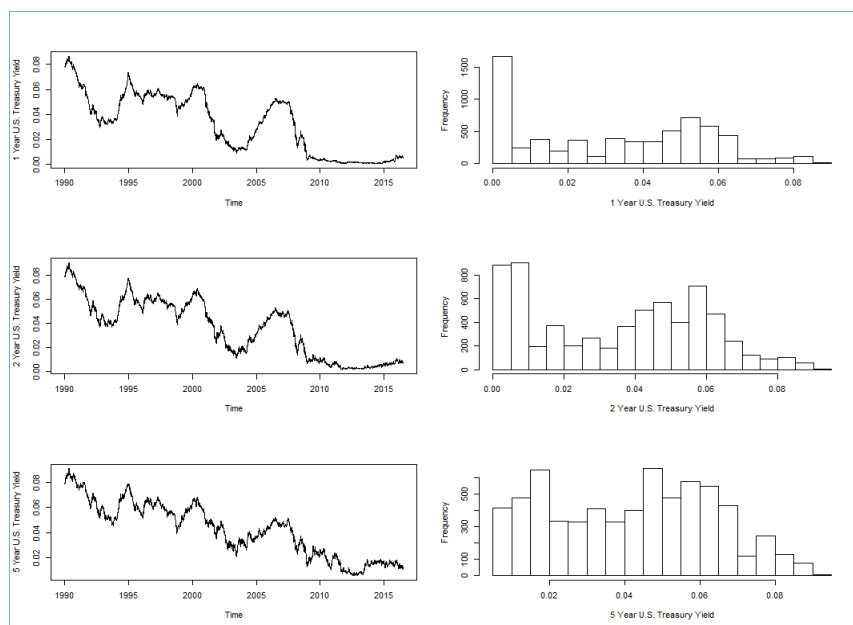 1 Year U.S. Treasury Yield
0.00 0.02 0.04 0.06 0.08
1990 1995 2000 2005 2010 2015
Time
Frequency
0 500 1000 1500
0.00 0.02 0.04 0.06 0.08
1 Year U.S. Treasury Yield
2 Year U.S. Treasury Yield
0.00 0.02 0.04 0.06 0.08
1990 1995 2000 2005 2010 2015
Time
Frequency
0 200 400 600 800
0.00 0.02 0.04 0.06 0.08
2 Year U.S. Treasury Yield
5 Year U.S. Treasury Yield
0.02 0.04 0.06 0.08
1990 1995 2000 2005 2010 2015
Time
Frequency
0 100 300 500
0.02 0.04 0.06 0.08
5 Year U.S. Treasury Yield